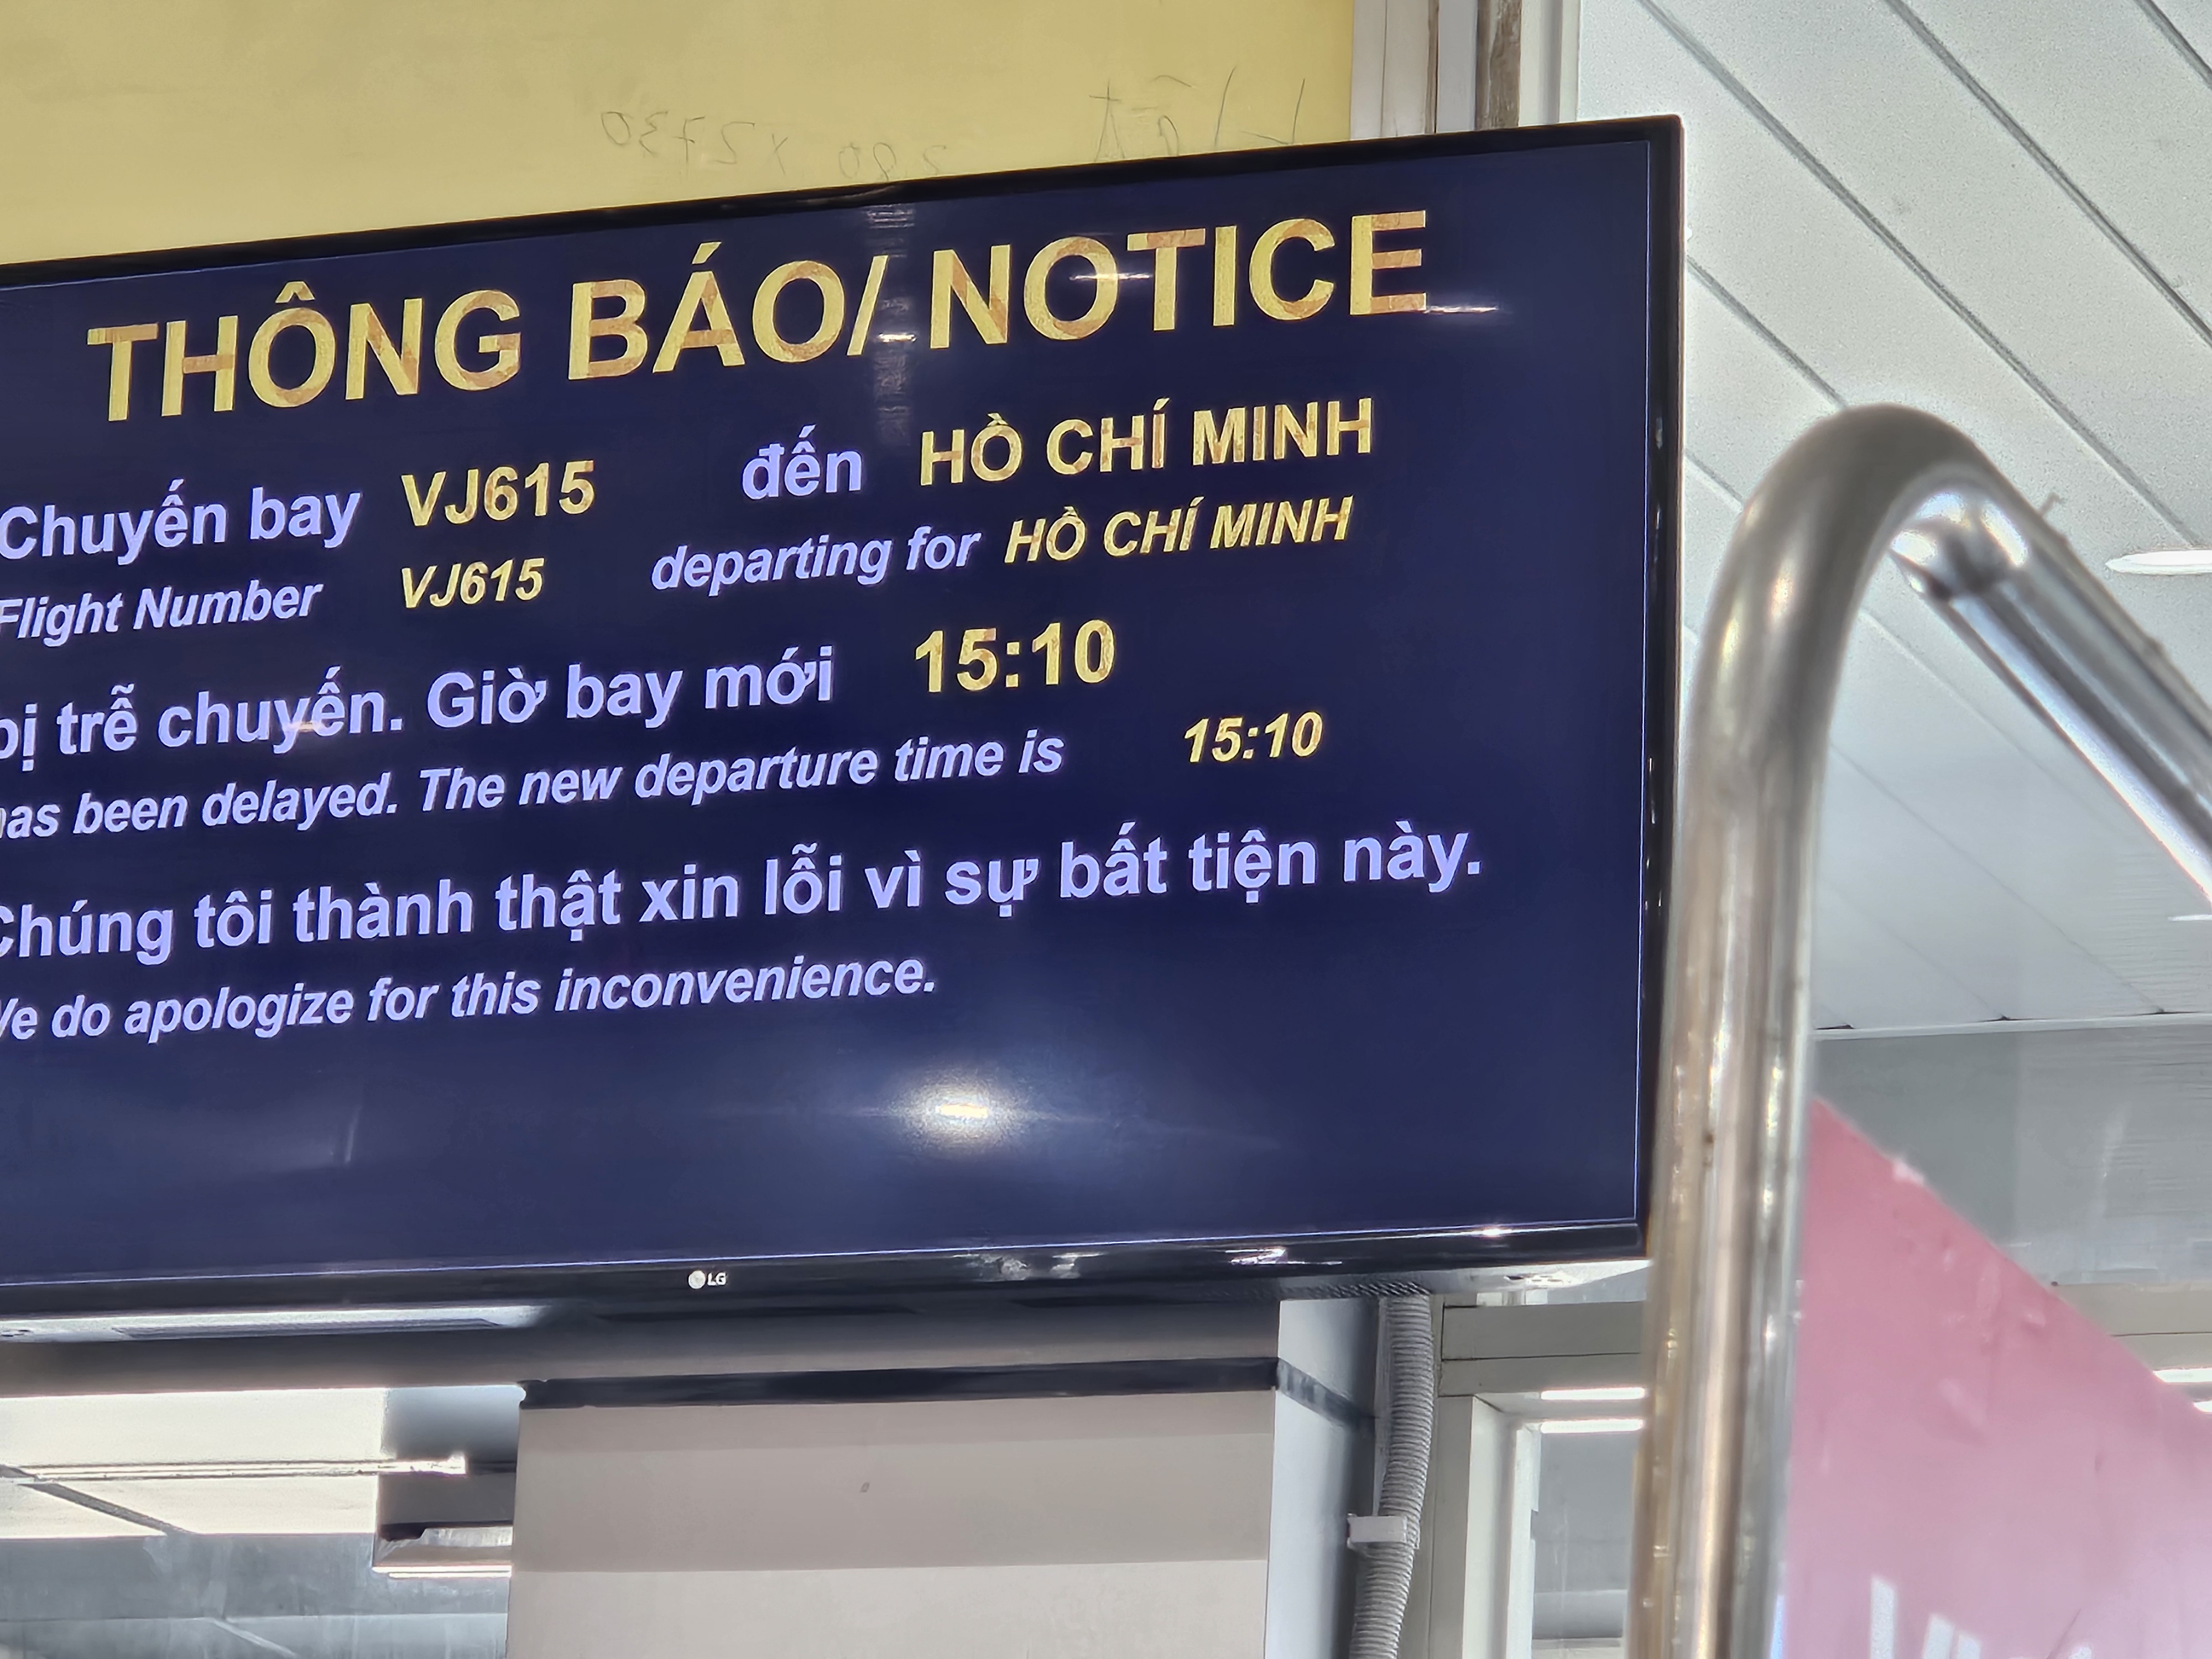 THÔNG BÁO/ NOTICE
Chuyến bay VJ615 đến HỒ CHÍ MINH
Flight Number VJ615 departing for HỒ CHÍ MINH
bị trễ chuyến. Giờ bay mới 15:10
has been delayed. The new departure time is 15:10
Chúng tôi thành thật xin lỗi vì sự bất tiện này.
We do apologize for this inconvenience.
LG